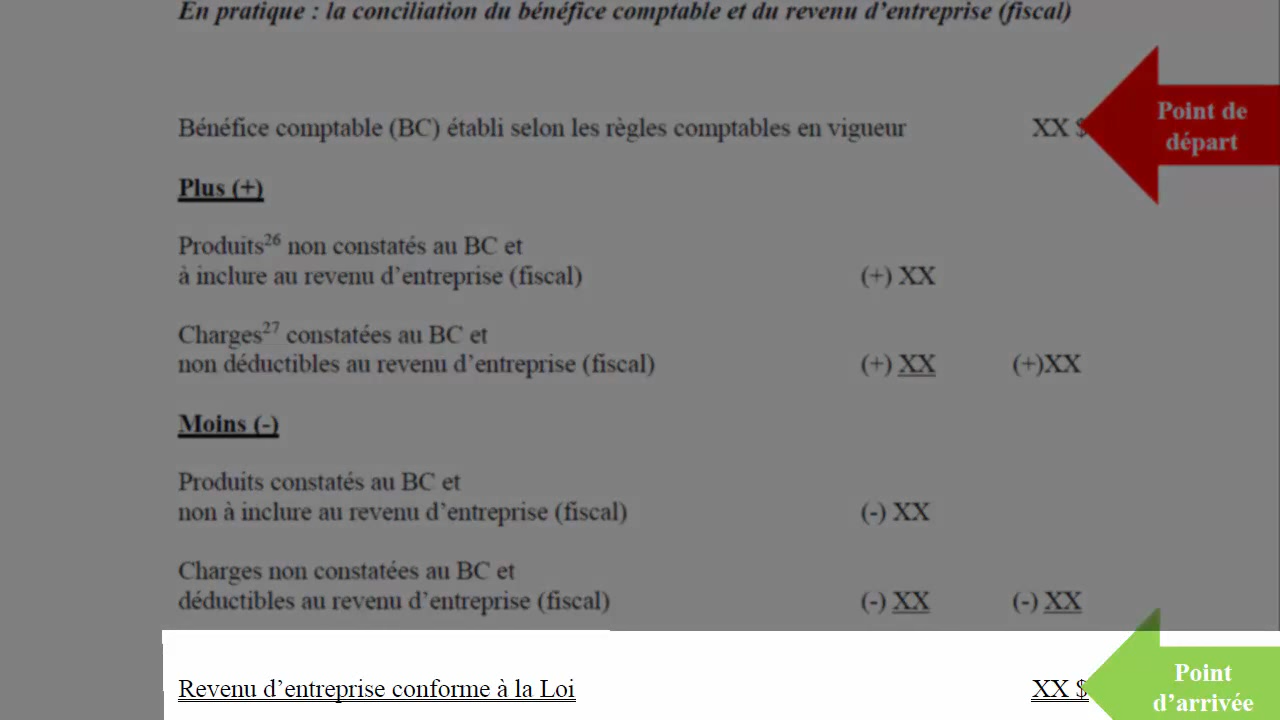 En pratique : la conciliation du bénéfice comptable et du revenu d'entreprise (fiscal)
Point de
départ
Bénéfice comptable (BC) établi selon les règles comptables en vigueur XX $
Plus (+)
Produits26 non constatés au BC et
à inclure au revenu d'entreprise (fiscal) (+) XX
Charges27 constatées au BC et
non déductibles au revenu d'entreprise (fiscal) (+) XX (+)XX
Moins (-)
Produits constatés au BC et
non à inclure au revenu d'entreprise (fiscal) (-) XX
Charges non constatées au BC et
déductibles au revenu d'entreprise (fiscal) (-) XX (-) XX
Revenu d'entreprise conforme à la Loi XX $
Point
d'arrivée